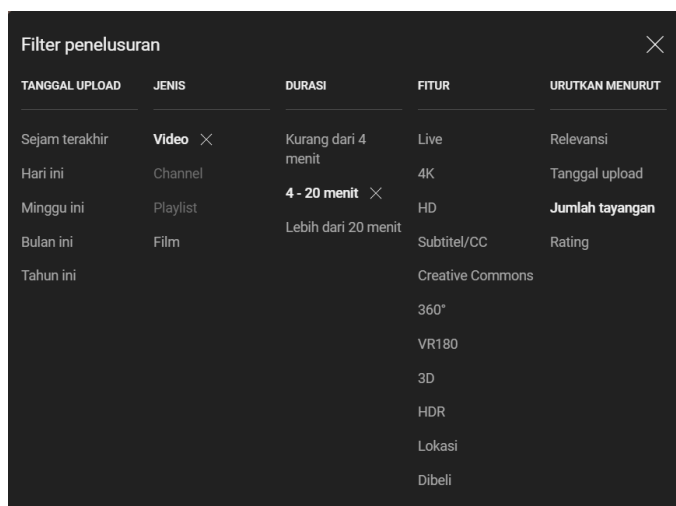 Filter penelusuran
TANGGAL UPLOAD
Sejam terakhir
Hari ini
Minggu ini
Bulan ini
Tahun ini
JENIS
Video
Channel
Playlist
Film
DURASI
Kurang dari 4
menit
4 - 20 menit
Lebih dari 20 menit
FITUR
Live
4K
HD
Subtitel/CC
Creative Commons
360°
VR180
3D
HDR
Lokasi
Dibeli
URUTKAN MENURUT
Relevansi
Tanggal upload
Jumlah tayangan
Rating